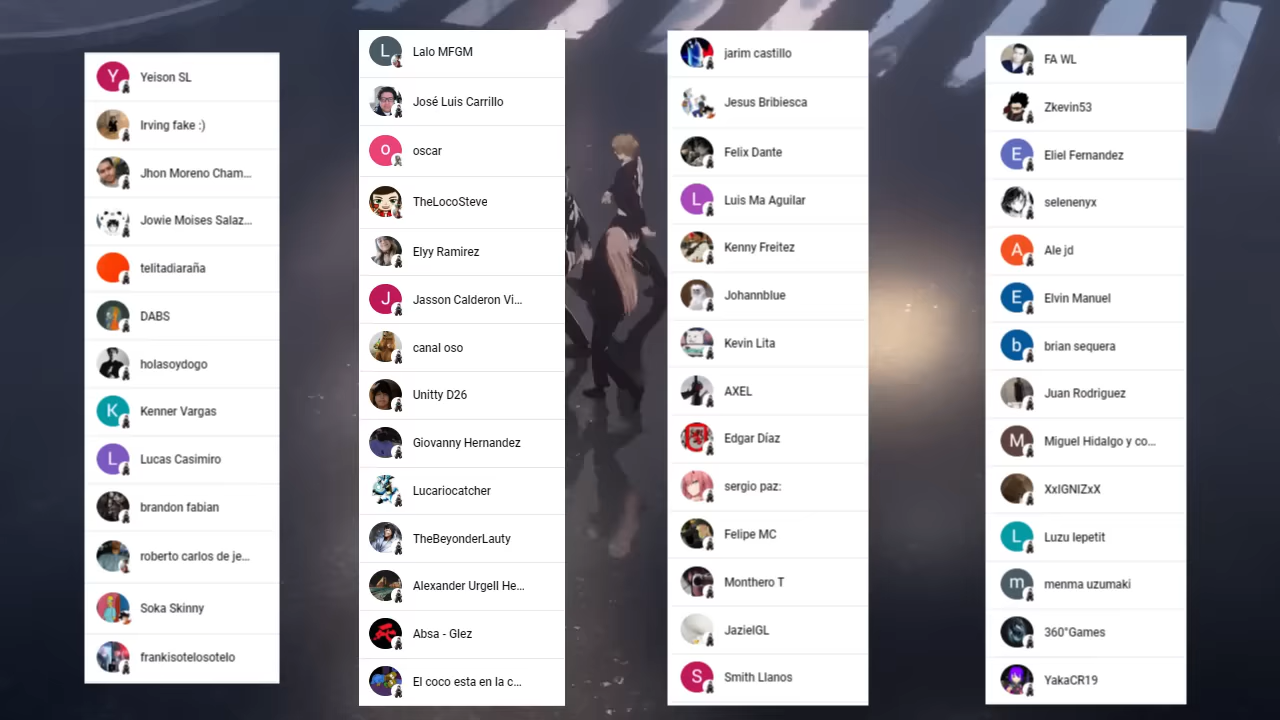 Yeison SL
Irving fake :)
Jhon Moreno Cham...
Jowie Moises Salaz...
telitadiaraña
DABS
holasoydogo
Kenner Vargas
Lucas Casimiro
brandon fabian
roberto carlos de je...
Soka Skinny
frankisotelosotelo
Lalo MFGM
José Luis Carrillo
oscar
TheLocoSteve
Elyy Ramirez
Jasson Calderon Vi...
canal oso
Unitty D26
Giovanny Hernandez
Lucariocatcher
TheBeyonderLauty
Alexander Urgell He...
Absa - Glez
El coco esta en la c...
jarim castillo
Jesus Bribiesca
Felix Dante
Luis Ma Aguilar
Kenny Freitez
Johannblue
Kevin Lita
AXEL
Edgar Díaz
sergio paz:
Felipe MC
Monthero T
JazielGL
Smith Llanos
FA WL
Zkevin53
Eliel Fernandez
selenenyx
Ale jd
Elvin Manuel
brian sequera
Juan Rodriguez
Miguel Hidalgo y co...
XxIGNIZxX
Luzu lepetit
menma uzumaki
360°Games
YakaCR19